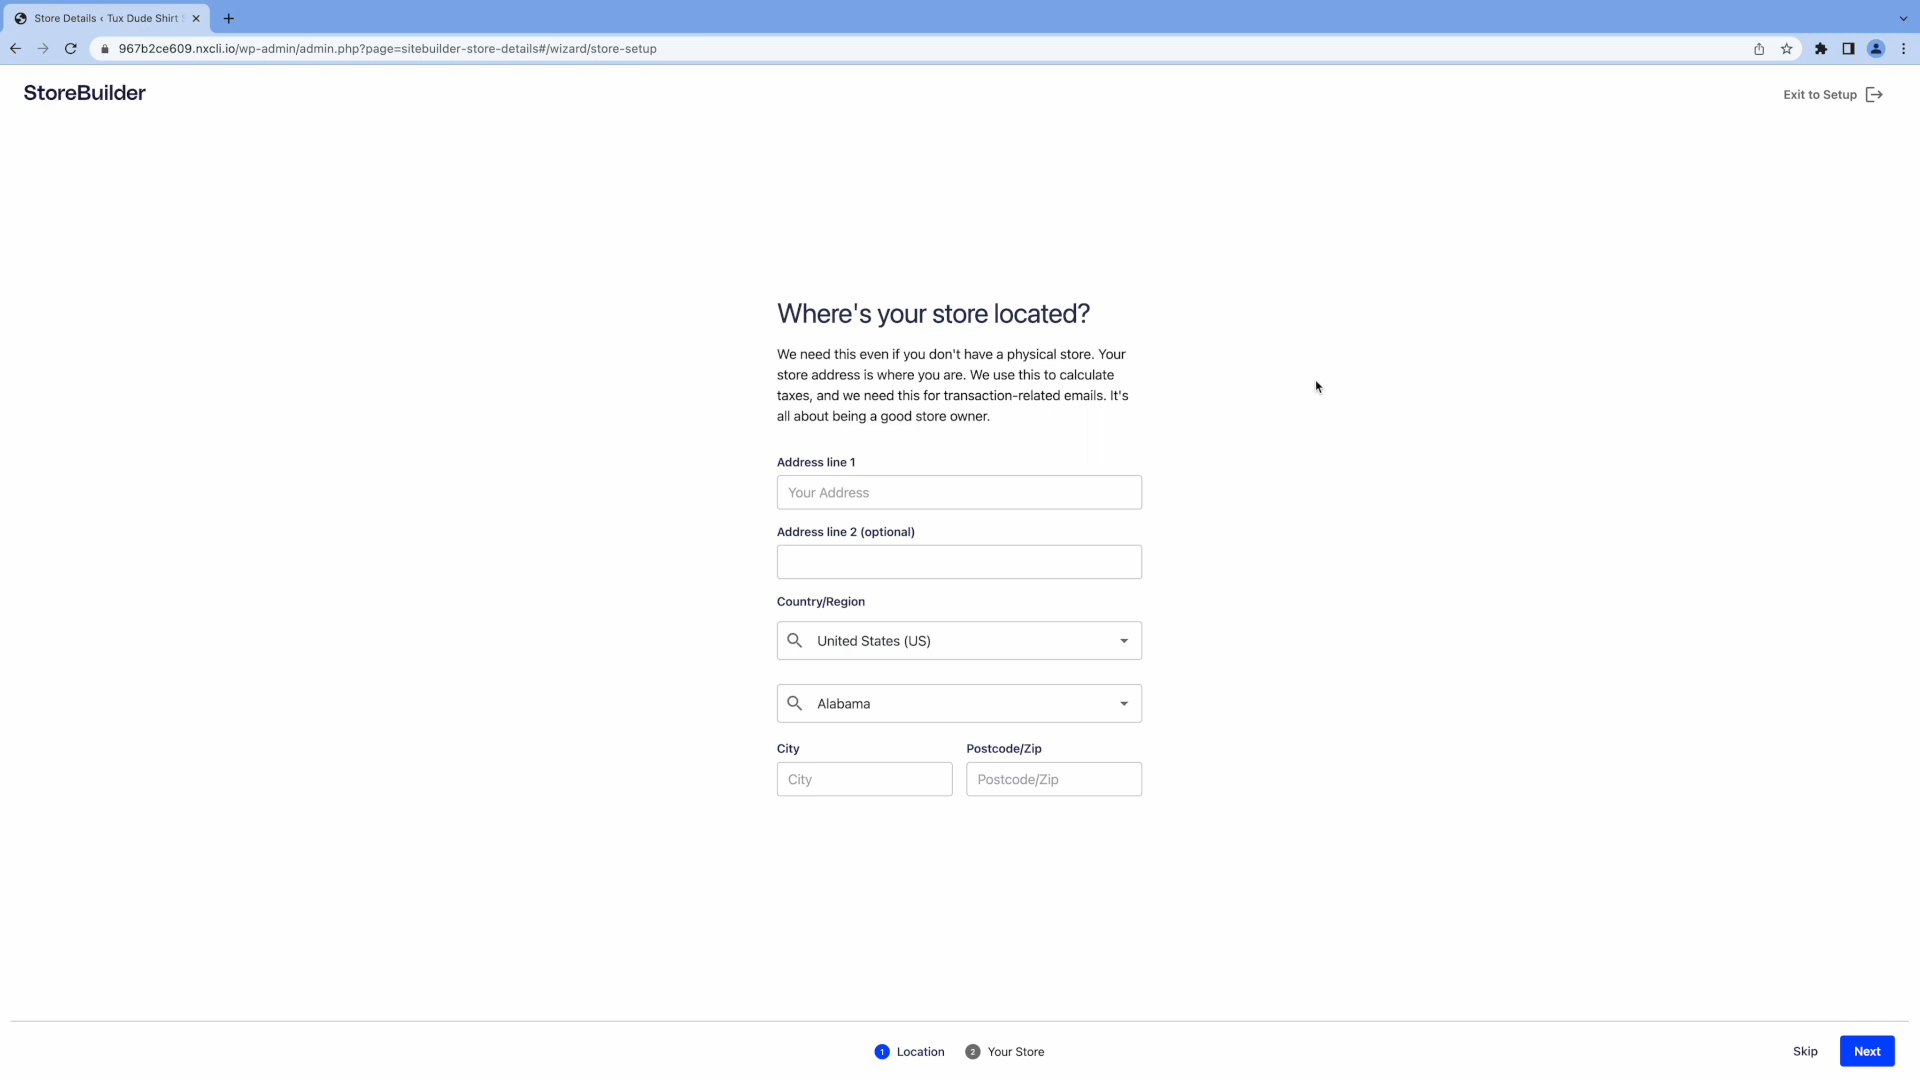 Store Details ‹ Tux Dude Shirt
967b2ce609.nxcli.io/wp-admin/admin.php?page=sitebuilder-store-details#/wizard/store-setup
StoreBuilder
Exit to Setup
Where's your store located?
We need this even if you don't have a physical store. Your
store address is where you are. We use this to calculate
taxes, and we need this for transaction-related emails. It's
all about being a good store owner.
Address line 1
Your Address
Address line 2 (optional)
Country/Region
United States (US)
Alabama
City
Postcode/Zip
City
Postcode/Zip
1 Location
2 Your Store
Skip
Next